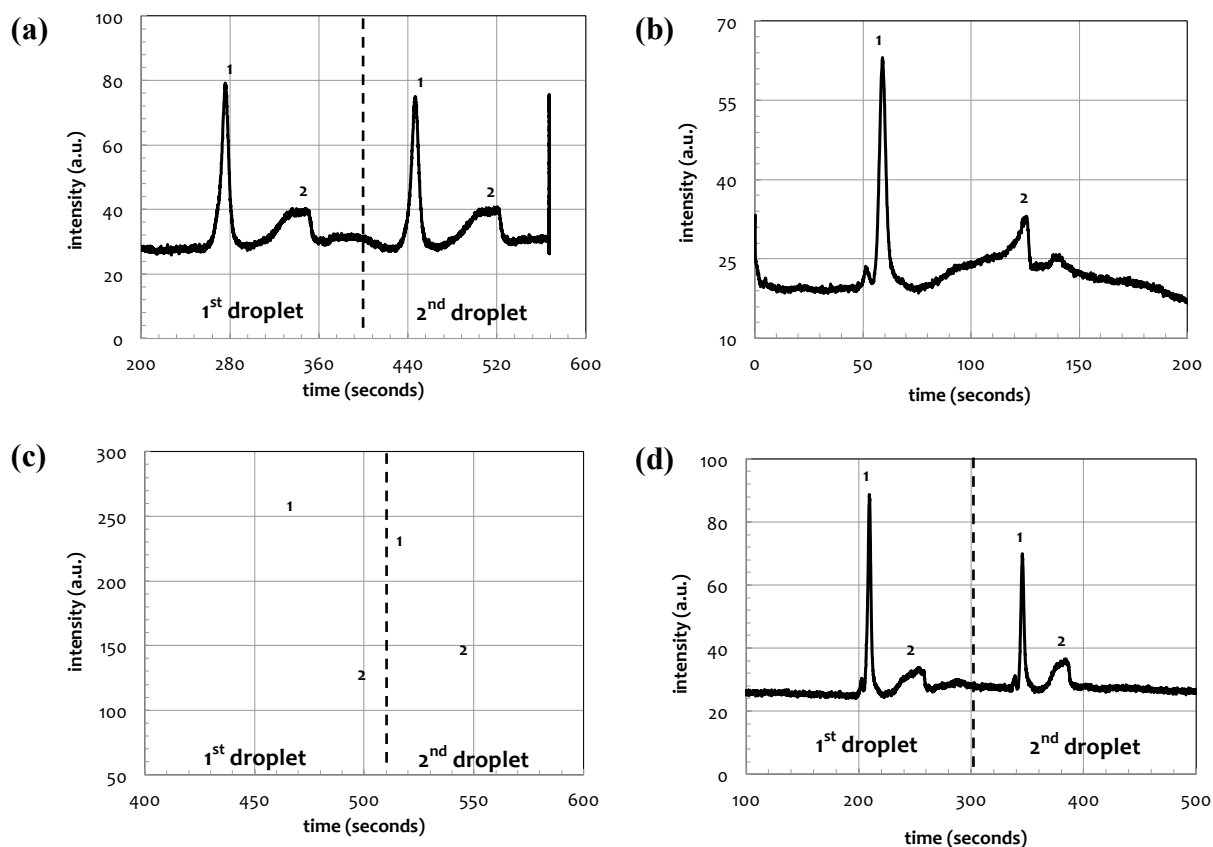 (a)
100
80
60
40
20
0
intensity (a.u.)
1
2
1
2
1st droplet
2nd droplet
200 280 360 440 520 600
time (seconds)
(b)
70
55
40
25
10
intensity (a.u.)
1
2
0 50 100 150 200
time (seconds)
(c)
300
250
200
150
100
50
intensity (a.u.)
1
2
1
2
1st droplet
2nd droplet
400 450 500 550 600
time (seconds)
(d)
100
80
60
40
20
0
intensity (a.u.)
1
2
1
2
1st droplet
2nd droplet
100 200 300 400 500
time (seconds)